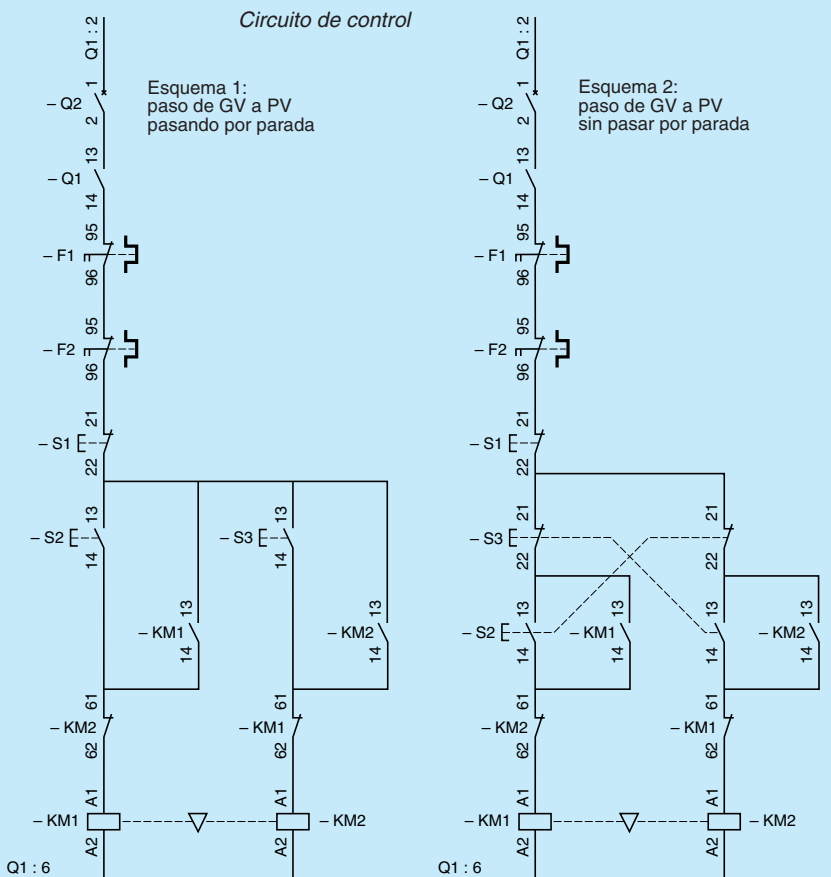 Circuito de control
Q1 : 2
Esquema 1:
paso de GV a PV
pasando por parada
1
– Q2
2
13
– Q1
14
95
– F1
96
95
– F2
96
21
– S1
22
13
– S2
14
13
– S3
14
13
– KM1
14
13
– KM2
14
61
– KM2
62
61
– KM1
62
A1
– KM1
A2
A1
– KM2
A2
Q1 : 6
Q1 : 2
Esquema 2:
paso de GV a PV
sin pasar por parada
1
– Q2
2
13
– Q1
14
95
– F1
96
95
– F2
96
21
– S1
22
21
– S3
22
21
22
13
– S2
14
13
– KM1
14
13
14
13
– KM2
14
61
– KM2
62
61
– KM1
62
A1
– KM1
A2
A1
– KM2
A2
Q1 : 6